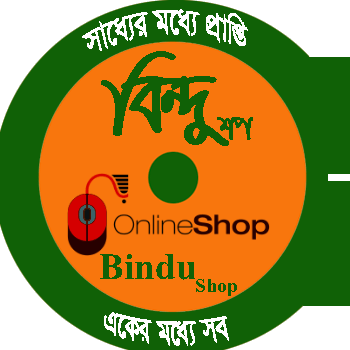 সাধ্যের মধ্যে প্রাপ্তি
বিন্দু
শপ
OnlineShop
Bindu
Shop
একের মধ্যে সব